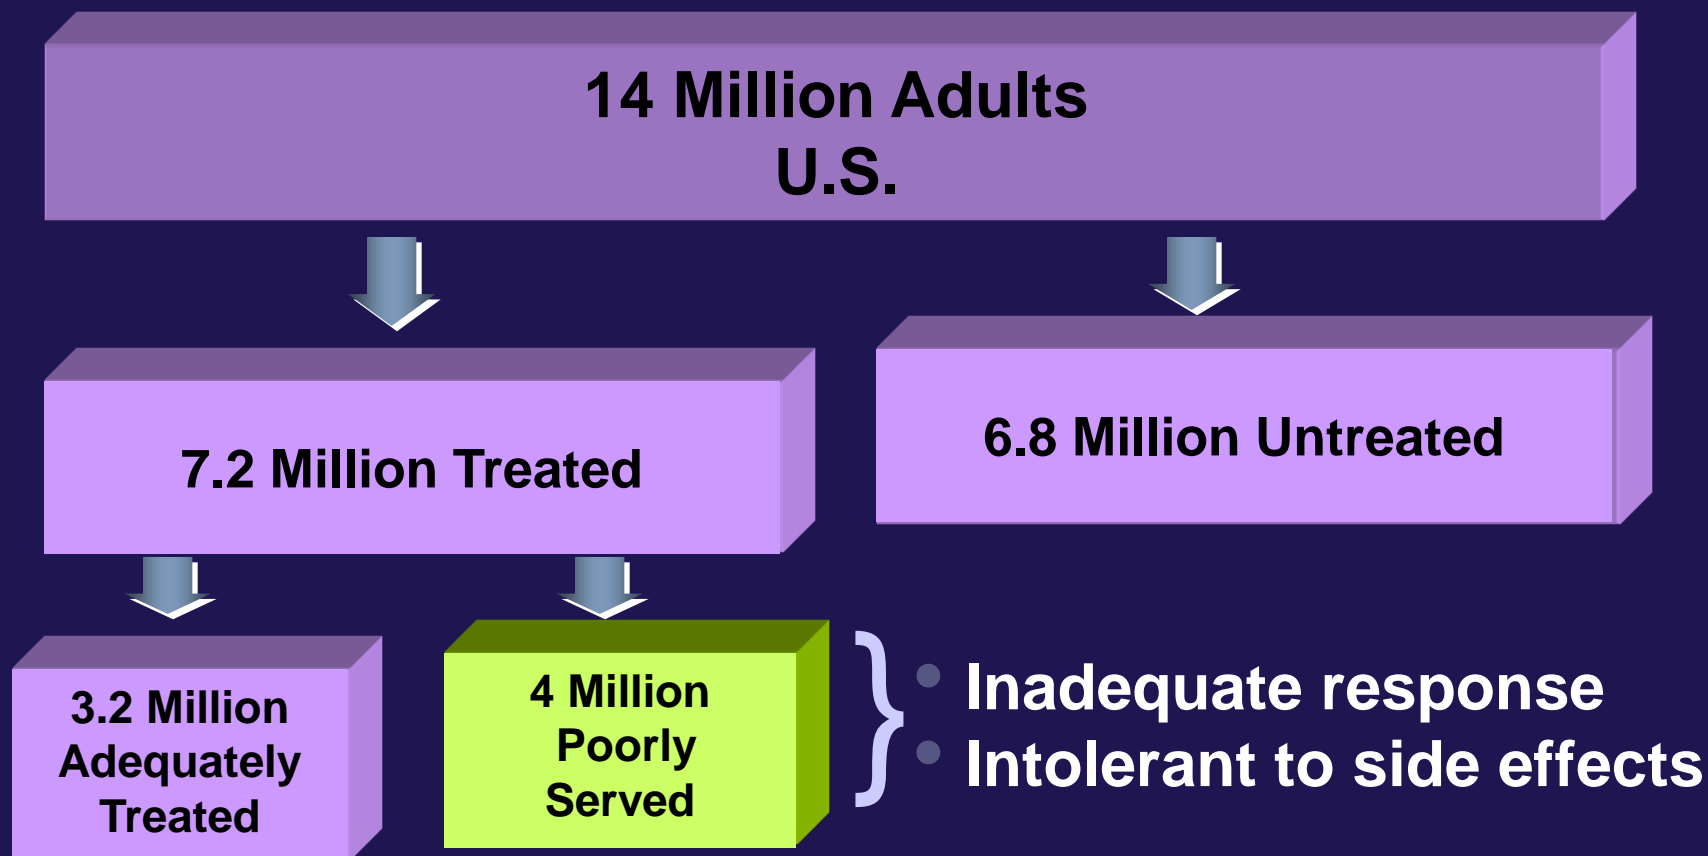 14 Million Adults
U.S.
7.2 Million Treated
6.8 Million Untreated
3.2 Million
Adequately
Treated
4 Million
Poorly
Served
}
• Inadequate response
• Intolerant to side effects